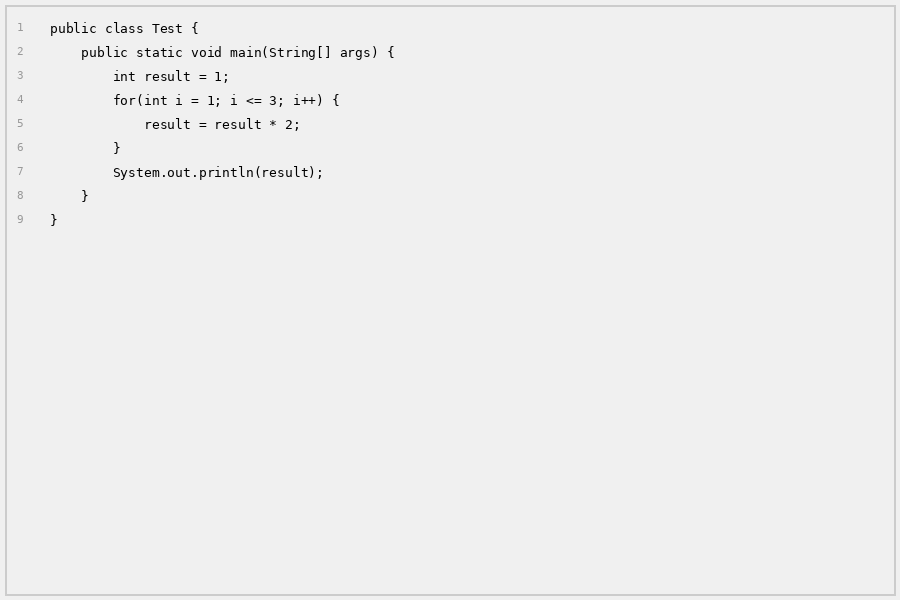 1 public class Test {
2     public static void main(String[] args) {
3         int result = 1;
4         for(int i = 1; i <= 3; i++) {
5             result = result * 2;
6         }
7         System.out.println(result);
8     }
9 }